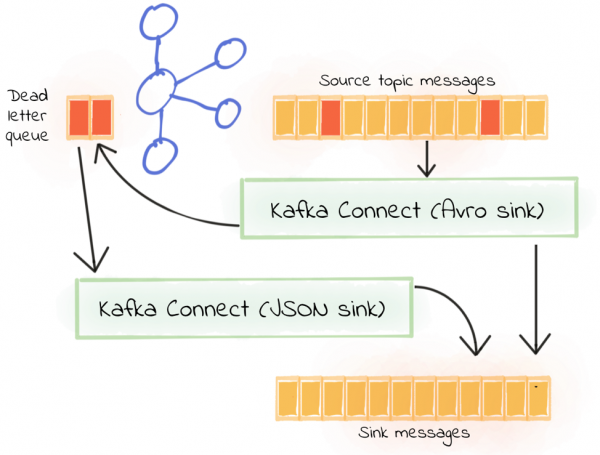 Source topic messages
Dead
letter
queue
Kafka Connect (Avro sink)
Kafka Connect (JSON sink)
Sink messages